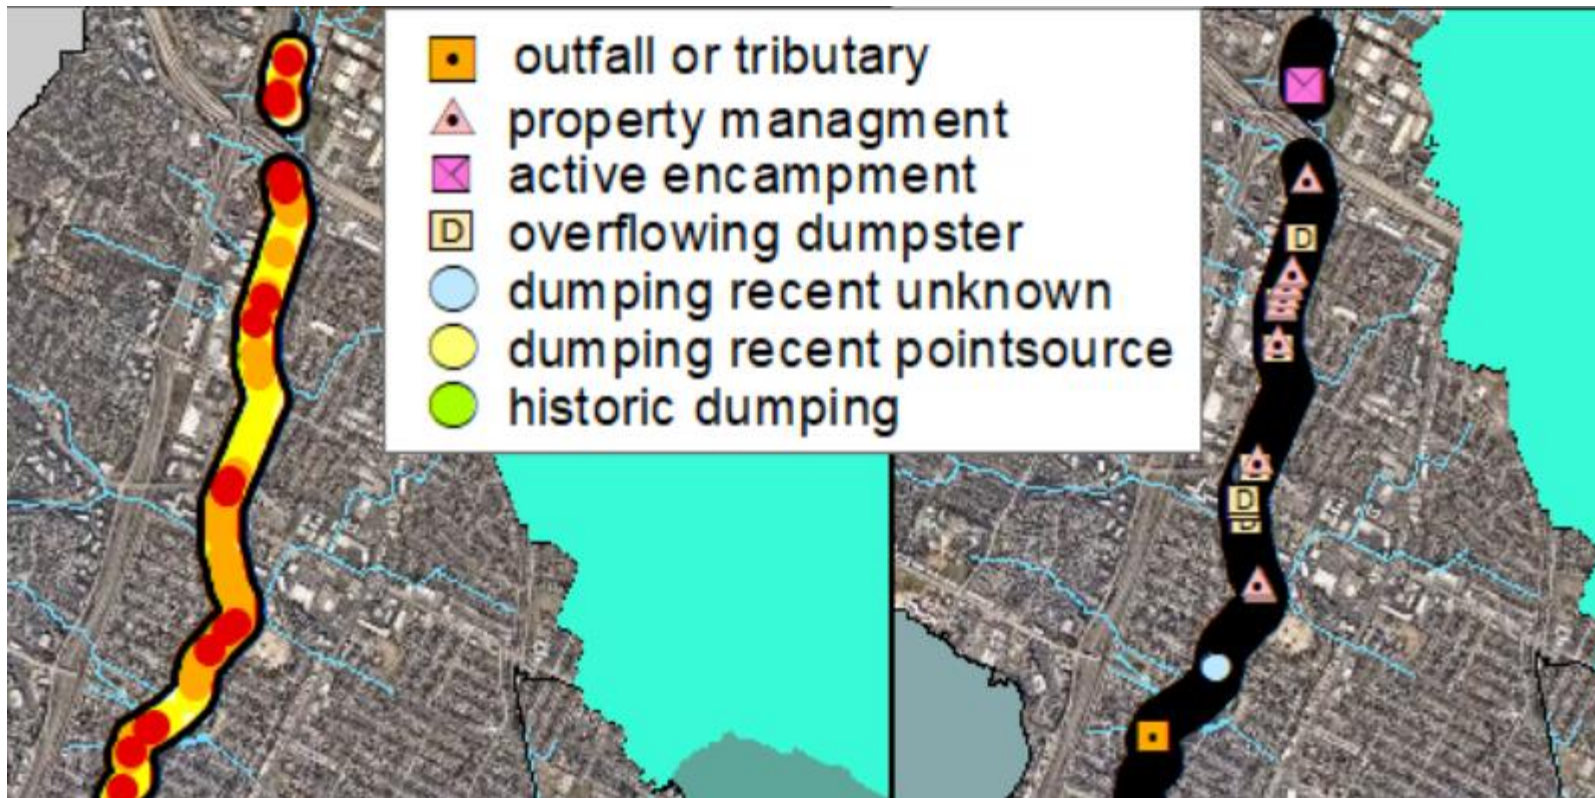 outfall or tributary
property managment
active encampment
D overflowing dumpster
dumping recent unknown
dumping recent pointsource
historic dumping
D
D
D